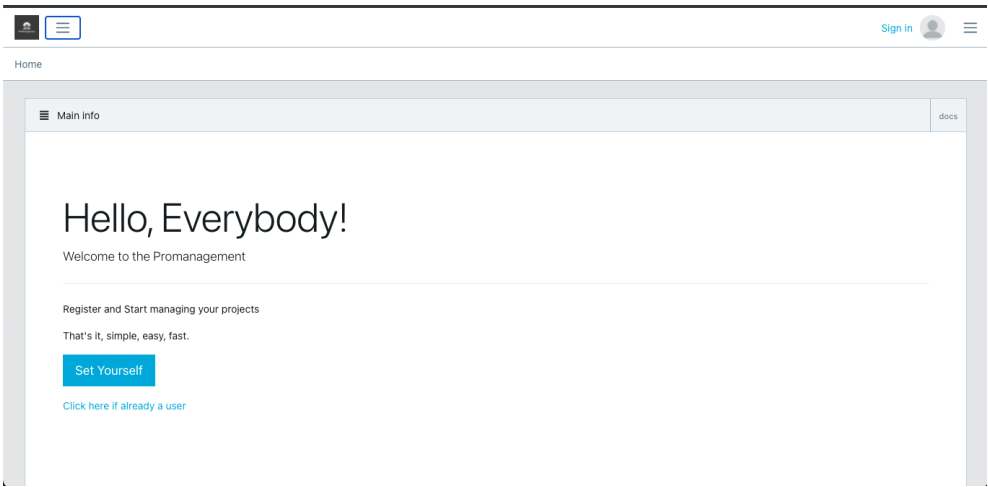 Sign in
Home
Main info
docs
Hello, Everybody!
Welcome to the Promanagement
Register and Start managing your projects
That's it, simple, easy, fast.
Set Yourself
Click here if already a user